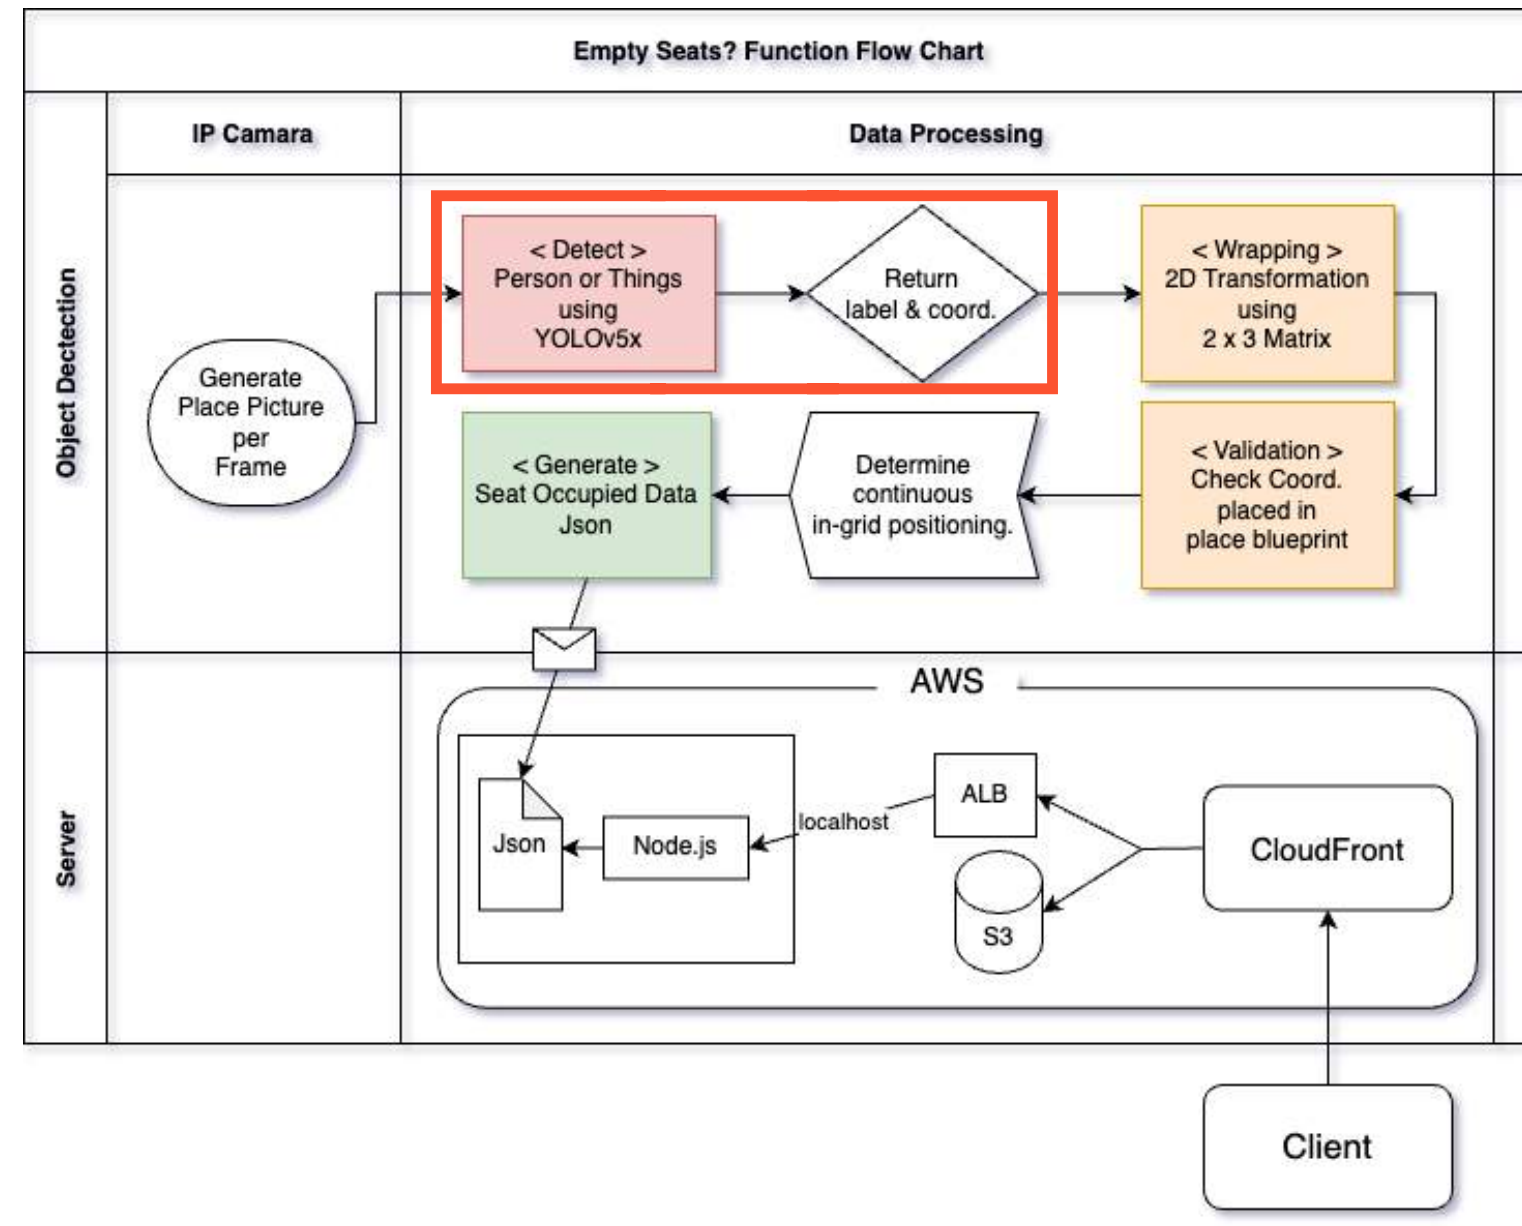 Empty Seats? Function Flow Chart
IP Camara
Data Processing
Object Dectection
Generate
Place Picture
per
Frame
< Detect >
Person or Things
using
YOLOv5x
Return
label & coord.
< Wrapping >
2D Transformation
using
2 x 3 Matrix
< Validation >
Check Coord.
placed in
place blueprint
Determine
continuous
in-grid positioning.
< Generate >
Seat Occupied Data
Json
Server
AWS
Json
Node.js
localhost
ALB
S3
CloudFront
Client